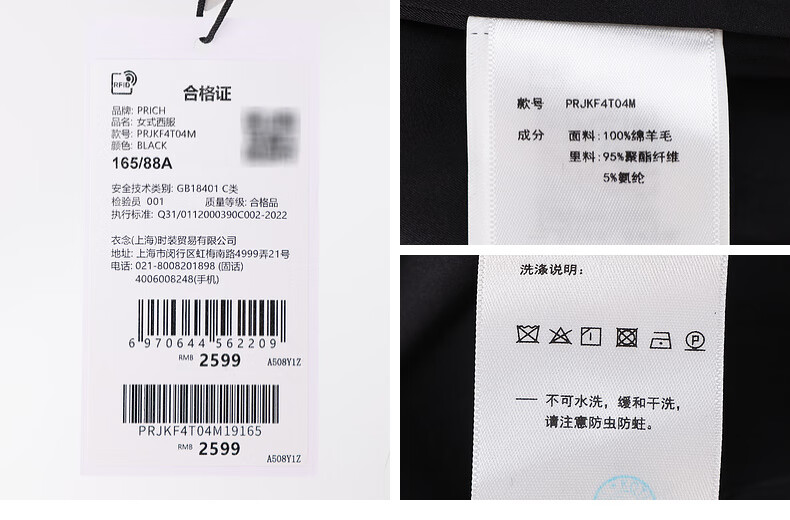 RFID
合格证
品牌: PRICH
品名: 女式西服
款号: PRJKF4T04M
颜色: BLACK
165/88A
安全技术类别: GB18401 C类
检验员 001 质量等级: 合格品
执行标准: Q31/0112000390C002-2022
衣念(上海)时装贸易有限公司
地址: 上海市闵行区虹梅南路4999弄21号
电话: 021-8008201898 (固话)
4006008248(手机)
6 970644 562209
RMB 2599 A508Y1Z
PRJKF4T04M19165
RMB 2599
A508Y1Z
款号 PRJKF4T04M
成分 面料:100%绵羊毛
里料:95%聚酯纤维
5%氨纶
洗涤说明:
P
不可水洗，缓和干洗，
请注意防虫防蛀。